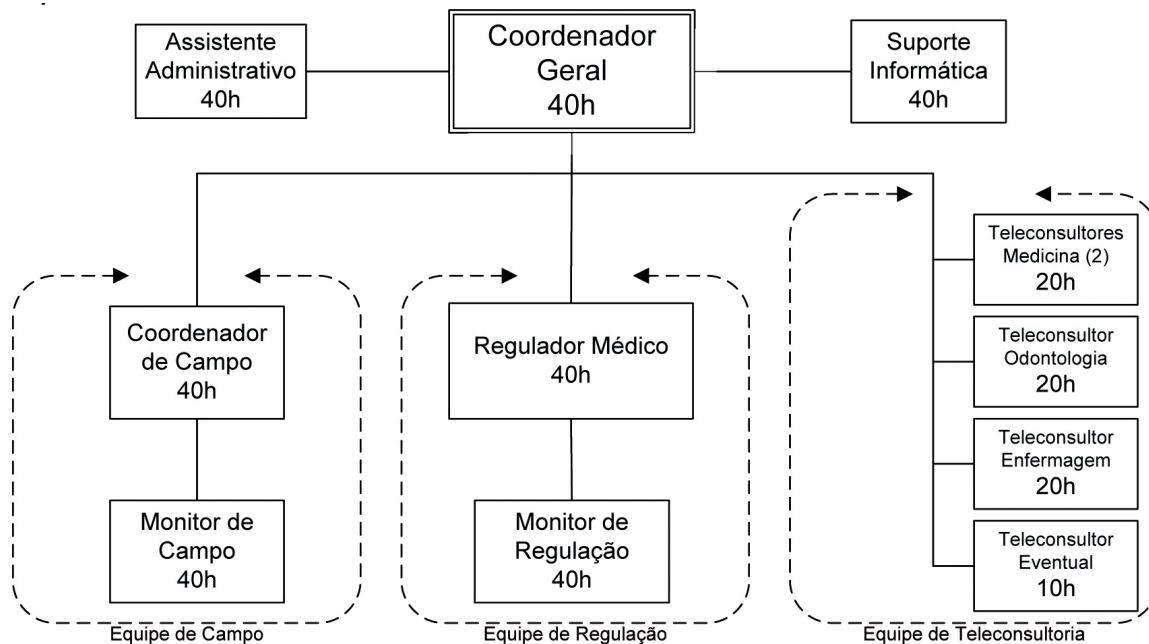 Assistente
Administrativo
40h
Coordenador
Geral
40h
Suporte
Informática
40h
Coordenador
de Campo
40h
Monitor de
Campo
40h
Equipe de Campo
Regulador Médico
40h
Monitor de
Regulação
40h
Equipe de Regulação
Teleconsultores
Medicina (2)
20h
Teleconsultor
Odontologia
20h
Teleconsultor
Enfermagem
20h
Teleconsultor
Eventual
10h
Equipe de Teleconsultoria